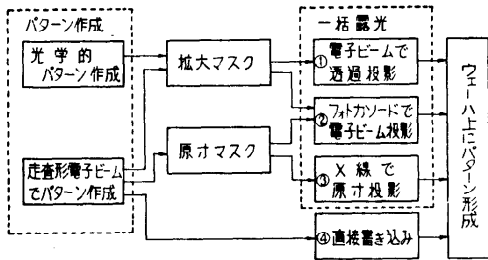 パターン作成
光学的
パターン作成
走査形電子ビーム
でパターン作成
拡大マスク
原寸マスク
一括露光
①電子ビームで
透過投影
②フォトカソードで
電子ビーム投影
③X線で
原寸投影
④直接書き込み
ウェーハ上にパターン形成